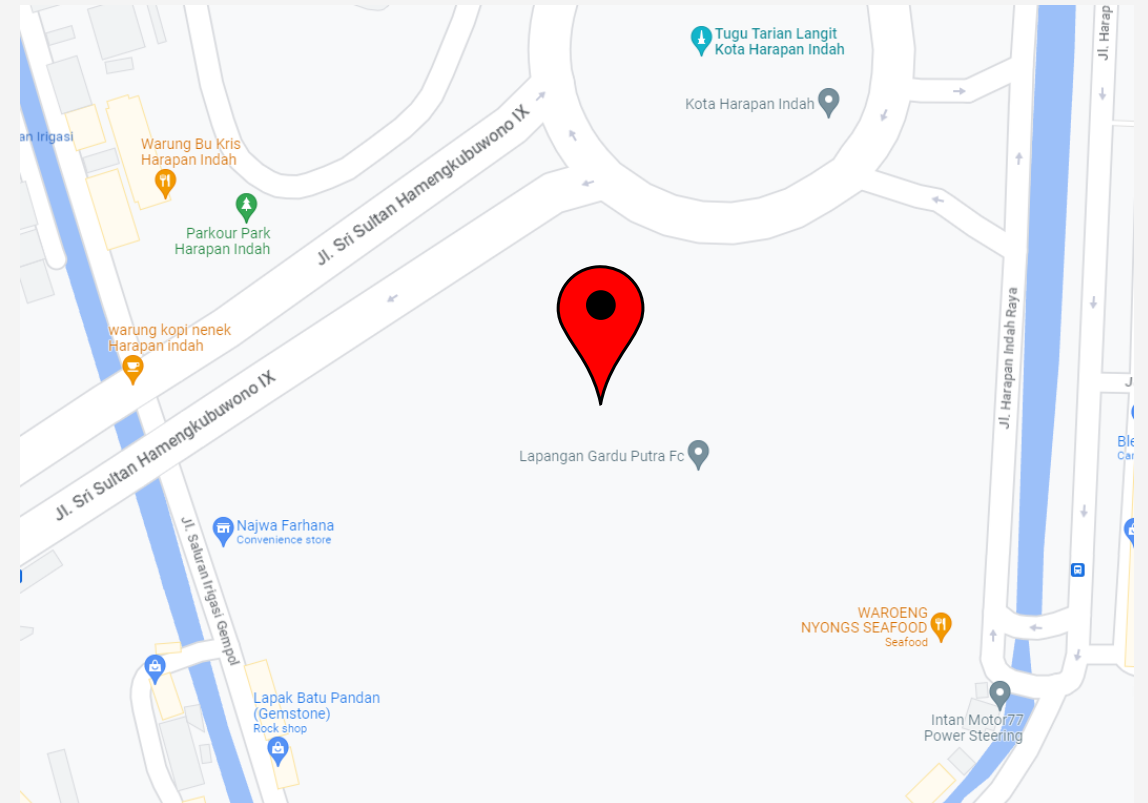 Tugu Tarian Langit
Kota Harapan Indah
Kota Harapan Indah
Jl. Harap
an Irigasi
Warung Bu Kris
Harapan Indah
Parkour Park
Harapan Indah
Jl. Sri Sultan Hamengkubuwono IX
warung kopi nenek
Harapan indah
Jl. Sri Sultan Hamengkubuwono IX
Jl. Harapan Indah Raya
J
Ble
Car
Lapangan Gardu Putra Fc
Najwa Farhana
Convenience store
Jl. Saluran Irigasi Gempol
WAROENG
NYONGS SEAFOOD
Seafood
Lapak Batu Pandan
(Gemstone)
Rock shop
Intan Motor77
Power Steering